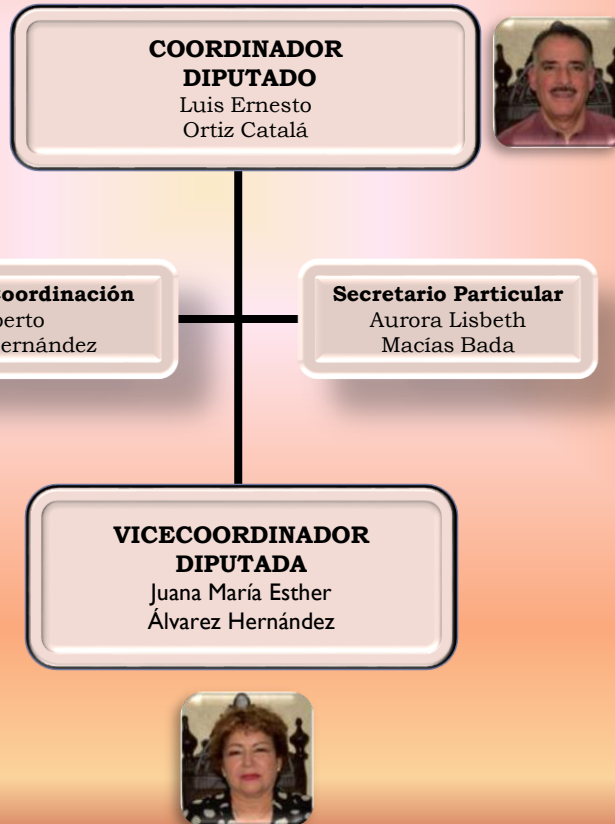 COORDINADOR
DIPUTADO
Luis Ernesto
Ortiz Catalá
Coordinación
Secretario Particular
Aurora Lisbeth
Macías Bada
VICECOORDINADOR
DIPUTADA
Juana María Esther
Álvarez Hernández